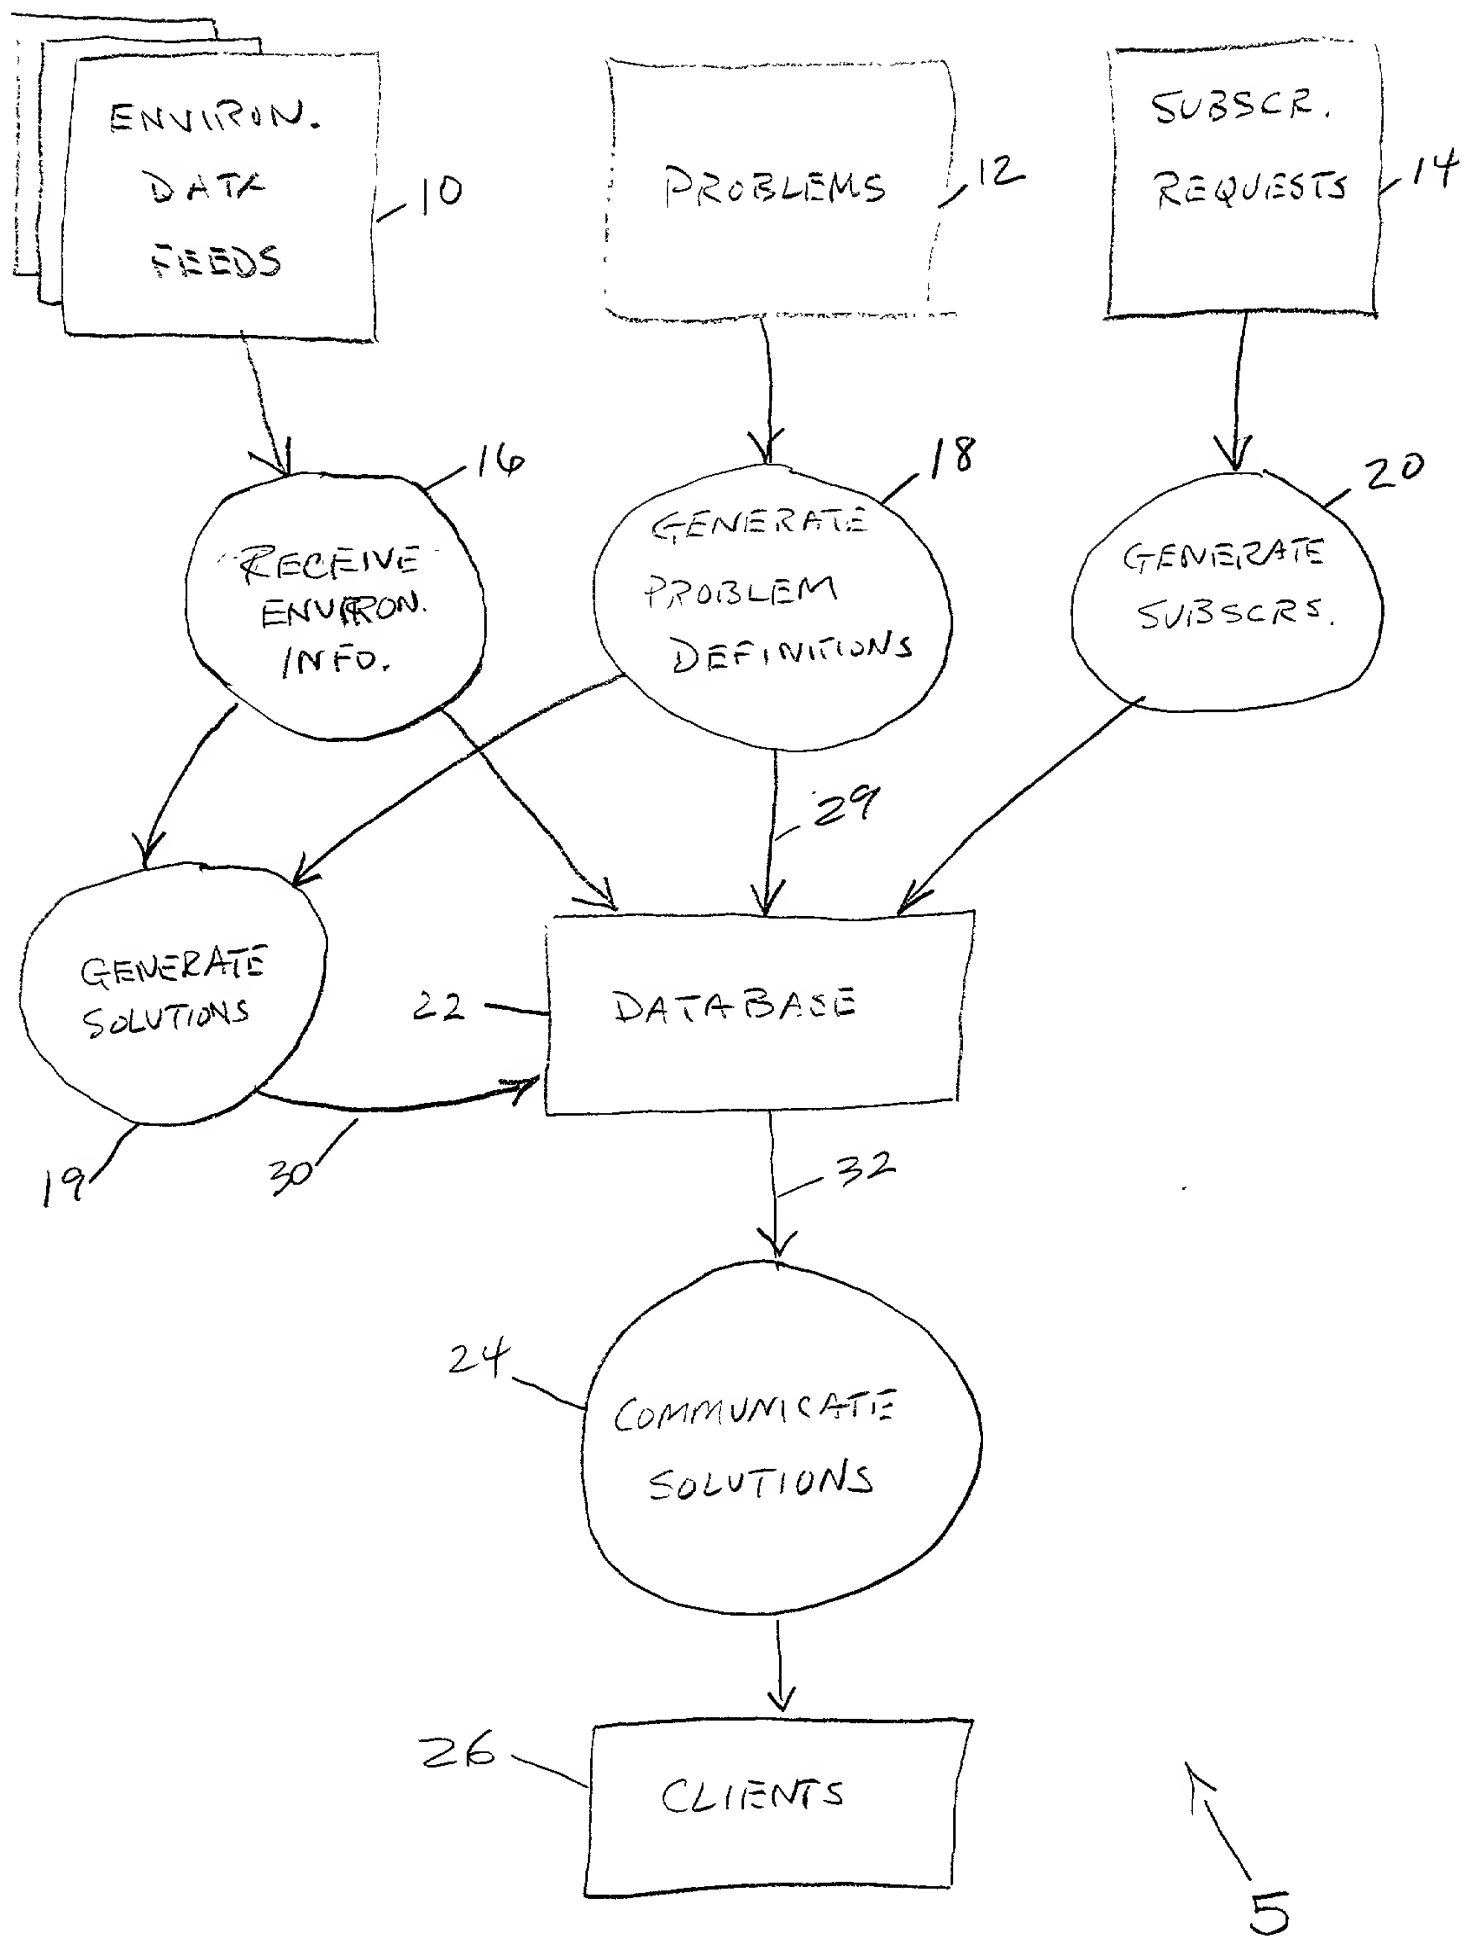 ENVIRON.
DATA
FEEDS
10
PROBLEMS
12
SUBSCR.
REQUESTS
14
16
RECEIVE
ENVIRON.
INFO.
18
GENERATE
PROBLEM
DEFINITIONS
20
GENERATE
SUBSCRS.
29
GENERATE
SOLUTIONS
22
DATABASE
19
30
32
24
COMMUNICATE
SOLUTIONS
26
CLIENTS
5